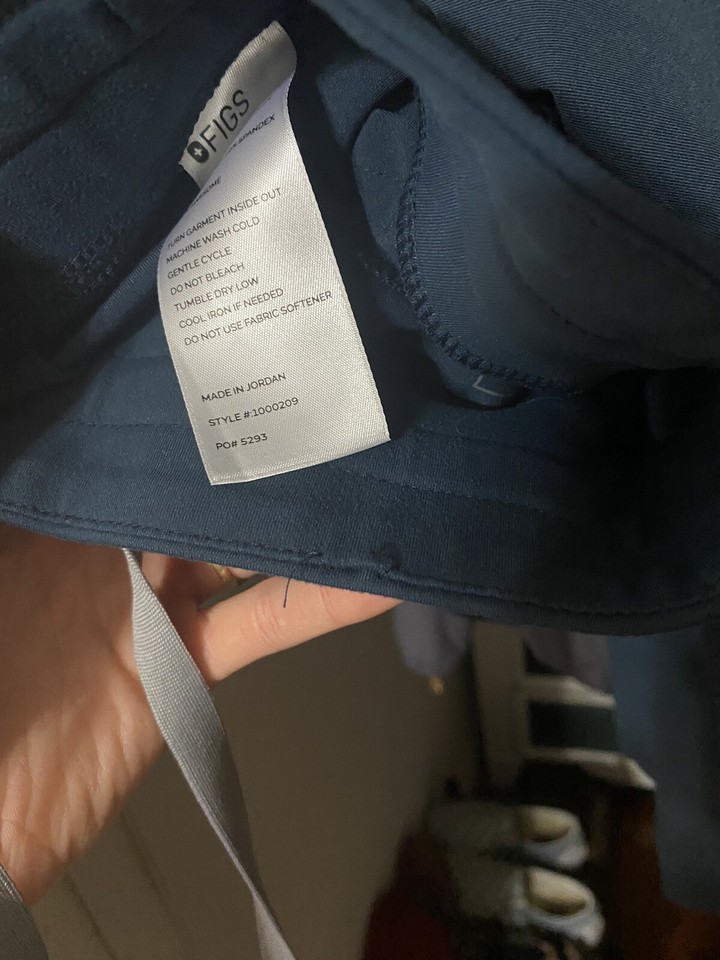 FIGS
SPANDEX
TURN GARMENT INSIDE OUT
MACHINE WASH COLD
GENTLE CYCLE
DO NOT BLEACH
TUMBLE DRY LOW
COOL IRON IF NEEDED
DO NOT USE FABRIC SOFTENER
MADE IN JORDAN
STYLE #:1000209
PO# 5293